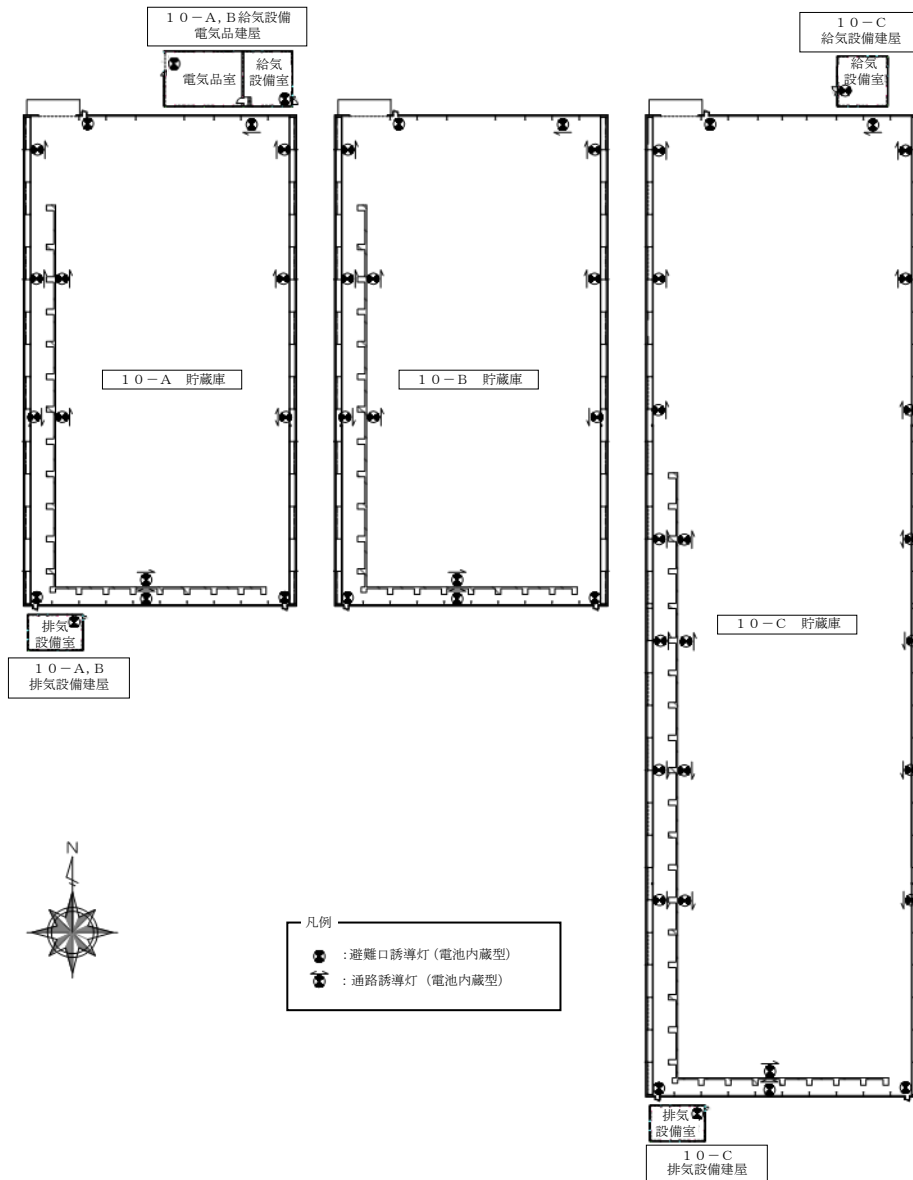 １０－Ａ,Ｂ給気設備
電気品建屋
電気品室
給気
設備室
１０－Ｃ
給気設備建屋
給気
設備室
１０－Ａ　貯蔵庫
１０－Ｂ　貯蔵庫
１０－Ｃ　貯蔵庫
排気
設備室
１０－Ａ,Ｂ
排気設備建屋
N
凡例
：避難口誘導灯（電池内蔵型）
：通路誘導灯（電池内蔵型）
排気
設備室
１０－Ｃ
排気設備建屋